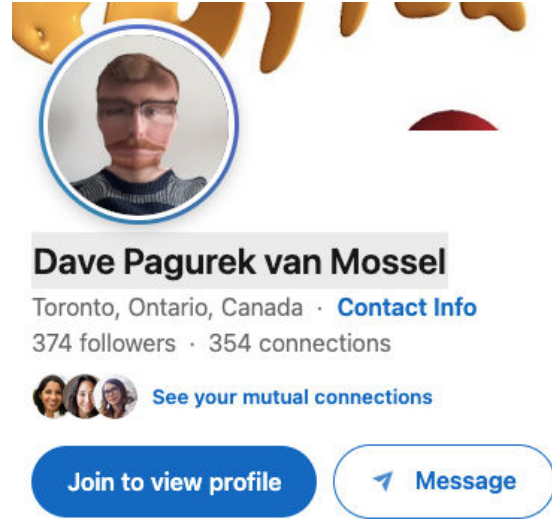 Dave Pagurek van Mossel
Toronto, Ontario, Canada · Contact Info
374 followers · 354 connections
See your mutual connections
Join to view profile
Message